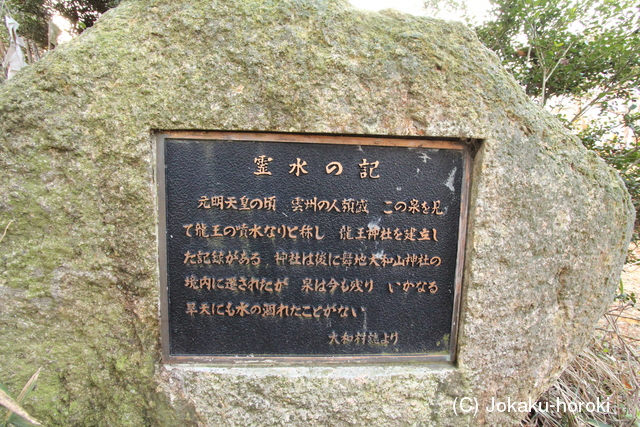 霊水の記
元明天皇の頃　雲州の人頼盛　この泉を見
て龍王の噴水なりと称し　龍王神社を建立し
た記録がある　神社は後に現地大和山神社の
境内に遷されたが　泉は今も残り　いかなる
旱天にも水の涸れたことがない
大和村誌より
(C) Jokaku-horoki